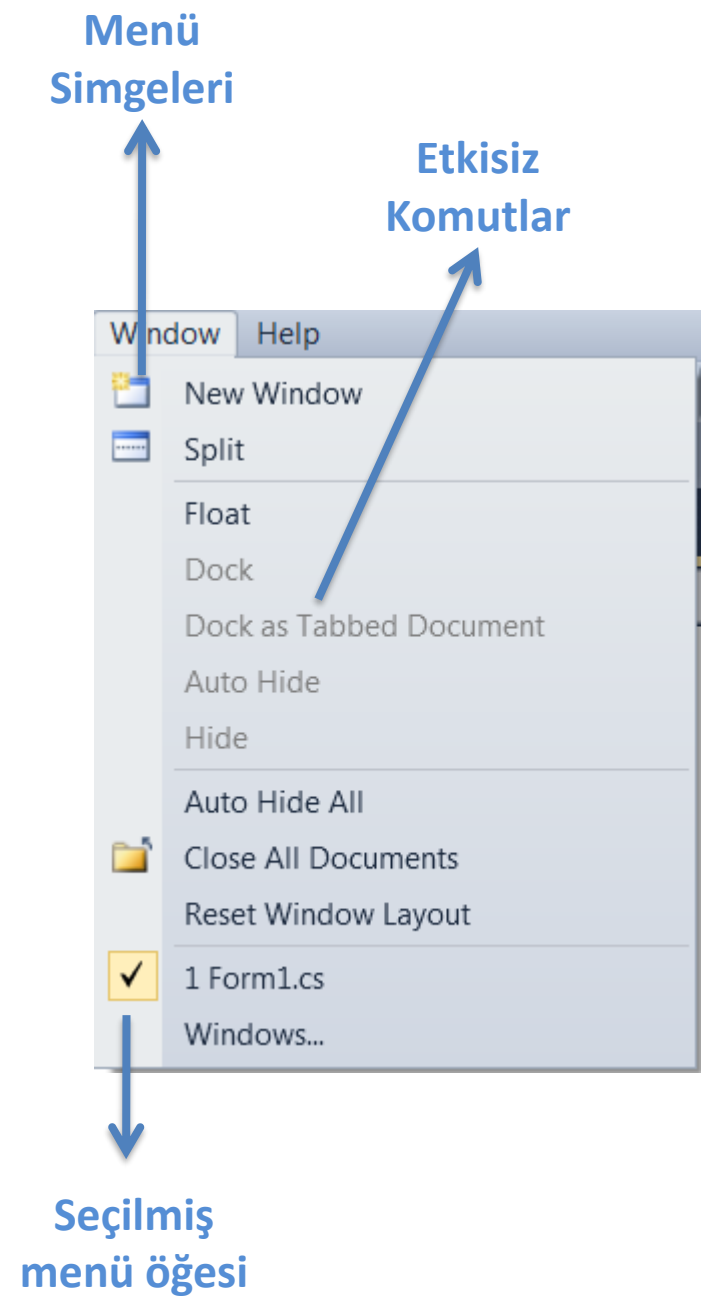 Menü
Simgeleri
Etkisiz
Komutlar
Window Help
New Window
Split
Float
Dock
Dock as Tabbed Document
Auto Hide
Hide
Auto Hide All
Close All Documents
Reset Window Layout
1 Form1.cs
Windows...
Seçilmiş
menü öğesi